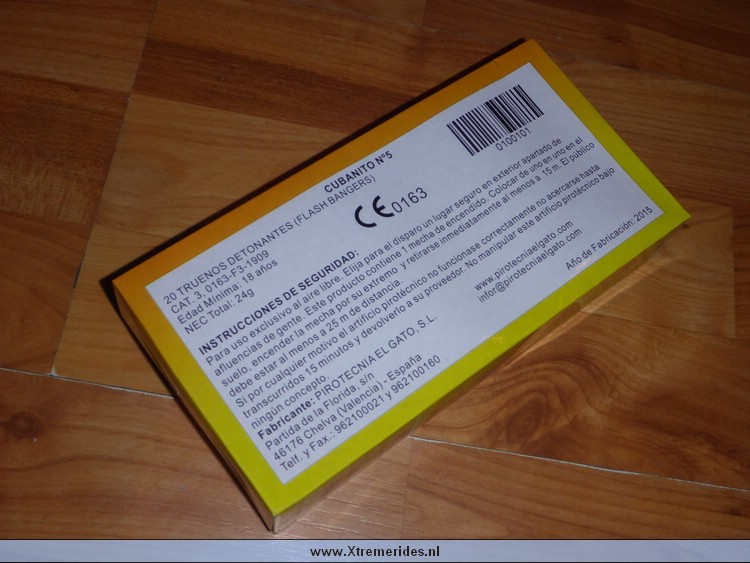 CUBANITO Nº5
20 TRUENOS DETONANTES (FLASH BANGERS)
CAT. 3, 0163-F3-1909
Edad Mínima: 18 años
NEC Total: 24g
CE 0163
0100101
INSTRUCCIONES DE SEGURIDAD:
Para uso exclusivo al aire libre. Elija para el disparo un lugar seguro en exterior apartado de
afluencias de gente. Este producto contiene 1 mecha de encendido. Colocar de uno en uno en el
suelo, encender la mecha por su extremo y retirarse inmediatamente al menos a 15 m. El público
debe estar al menos a 25 m de distancia.
Si por cualquier motivo el artificio pirotécnico no funcionase correctamente no acercarse hasta
transcurridos 15 minutos y devolverlo a su proveedor. No manipular este artificio pirotécnico bajo
ningún concepto.
Fabricante: PIROTECNIA EL GATO, S.L.
Partida de la Florida, s/n
46176 Chelva (Valencia) - España
Telf. y Fax.: 962100021 y 962100160
www.pirotecniaelgato.com
infor@pirotecniaelgato.com
Año de Fabricación: 2015
www.Xtremerides.nl